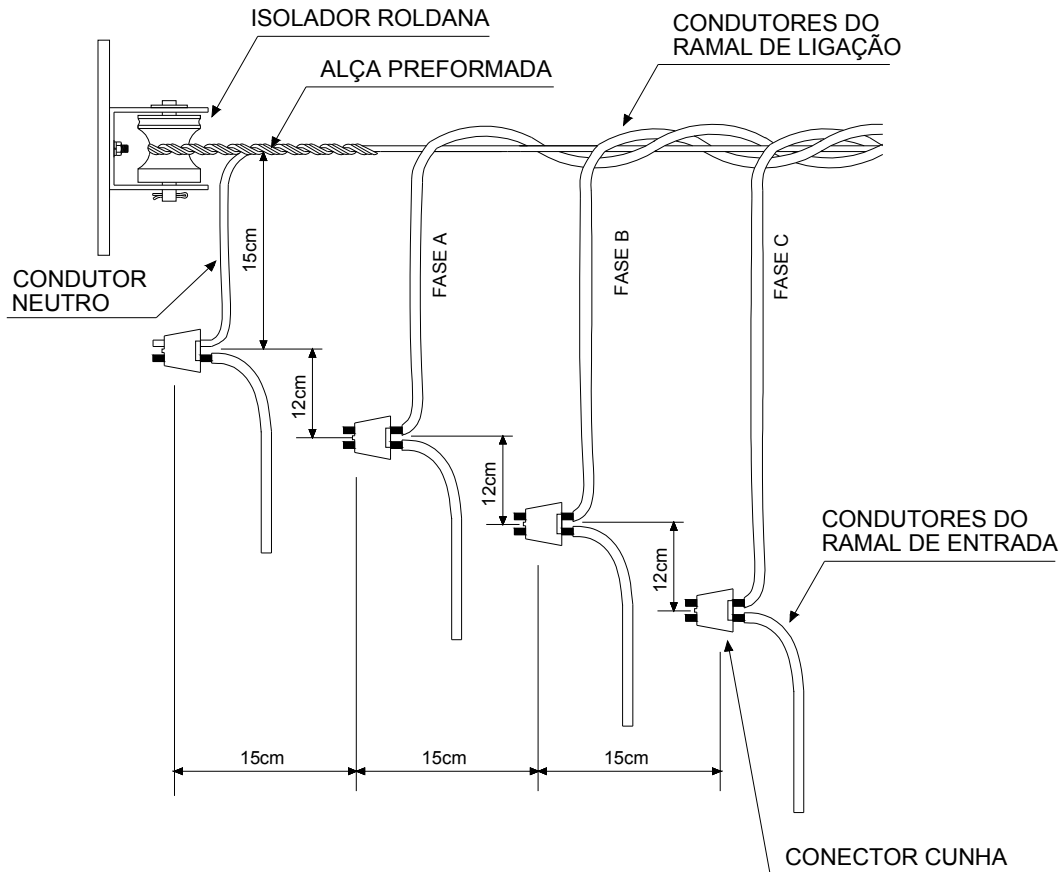 ISOLADOR ROLDANA
ALÇA PREFORMADA
CONDUTORES DO
RAMAL DE LIGAÇÃO
CONDUTOR
NEUTRO
15cm
FASE A
FASE B
FASE C
12cm
12cm
12cm
CONDUTORES DO
RAMAL DE ENTRADA
15cm
15cm
15cm
CONECTOR CUNHA